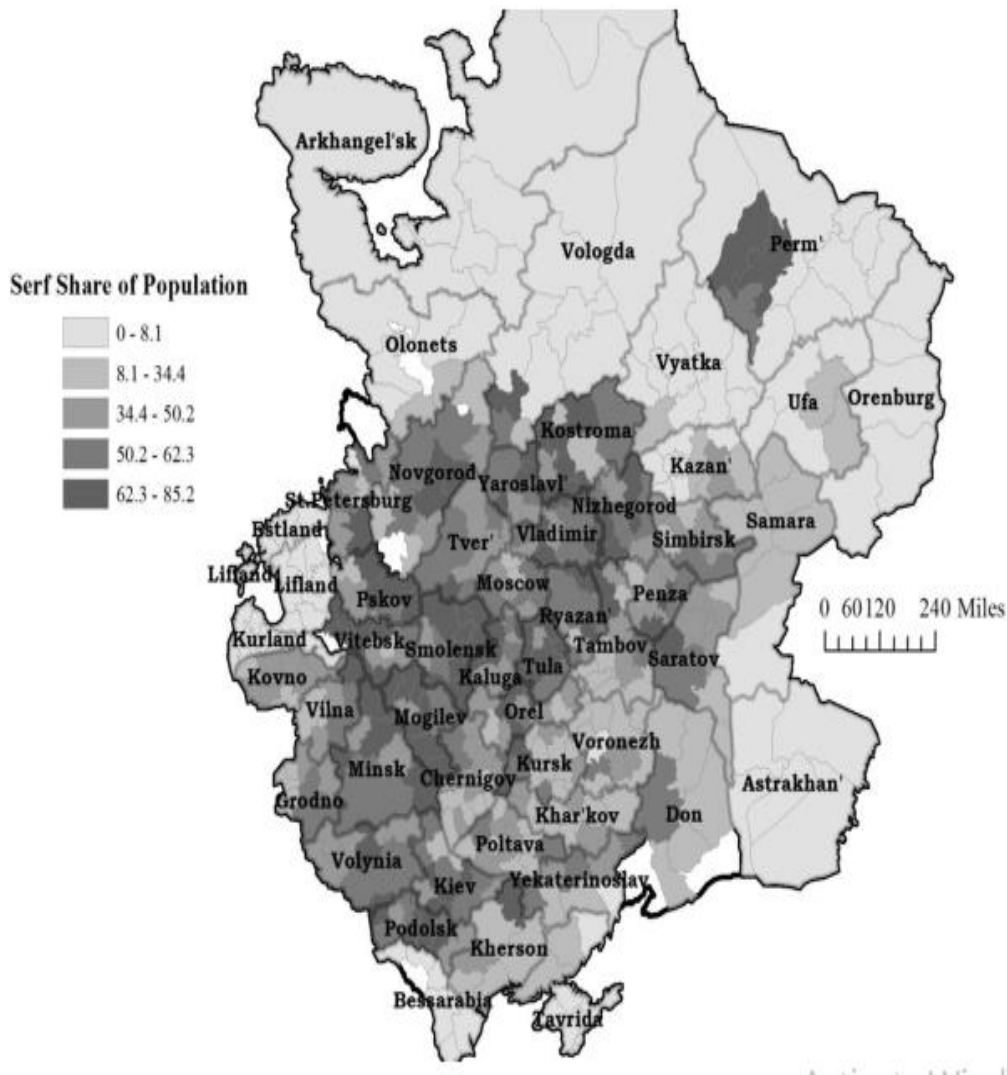 Arkhangel'sk
Vologda
Perm'
Serf Share of Population
0 - 8.1
8.1 - 34.4
34.4 - 50.2
50.2 - 62.3
62.3 - 85.2
Olonets
Vyatka
Ufa
Orenburg
Kostroma
Kazan'
Novgorod
Yaroslavl'
St.Petersburg
Nizhegorod
Samara
Estland
Tver'
Vladimir
Simbirsk
Lifland
Lifland
Moscow
Penza
Pskov
Ryazan'
0 60120 240 Miles
Kurland
Vitebsk
Smolensk
Tambov
Saratov
Kovno
Kaluga
Tula
Vilna
Mogilev
Orel
Voronezh
Minsk
Chernigov
Kursk
Astrakhan'
Grodno
Khar'kov
Don
Poltava
Volynia
Kiev
Yekaterinoslav
Podolsk
Kherson
Bessarabia
Tavrida